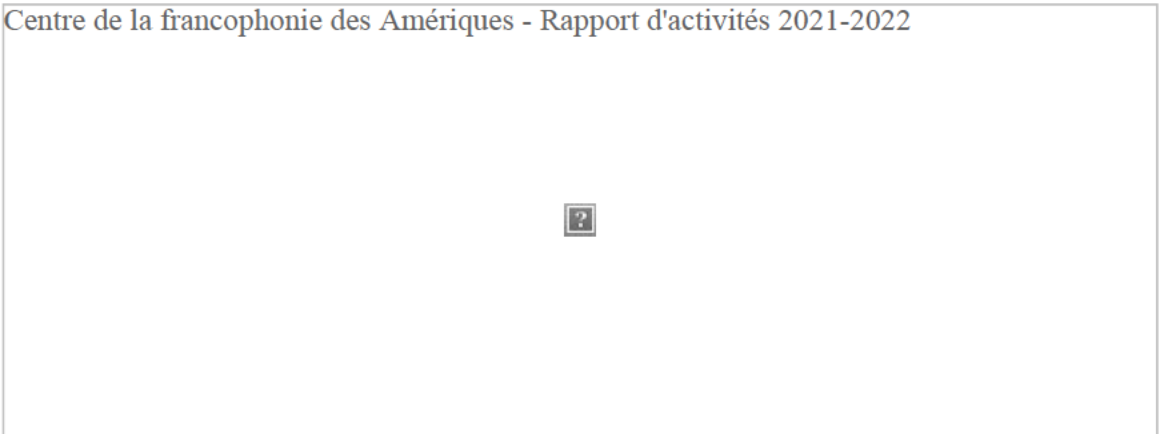 Centre de la francophonie des Amériques - Rapport d'activités 2021-2022
?